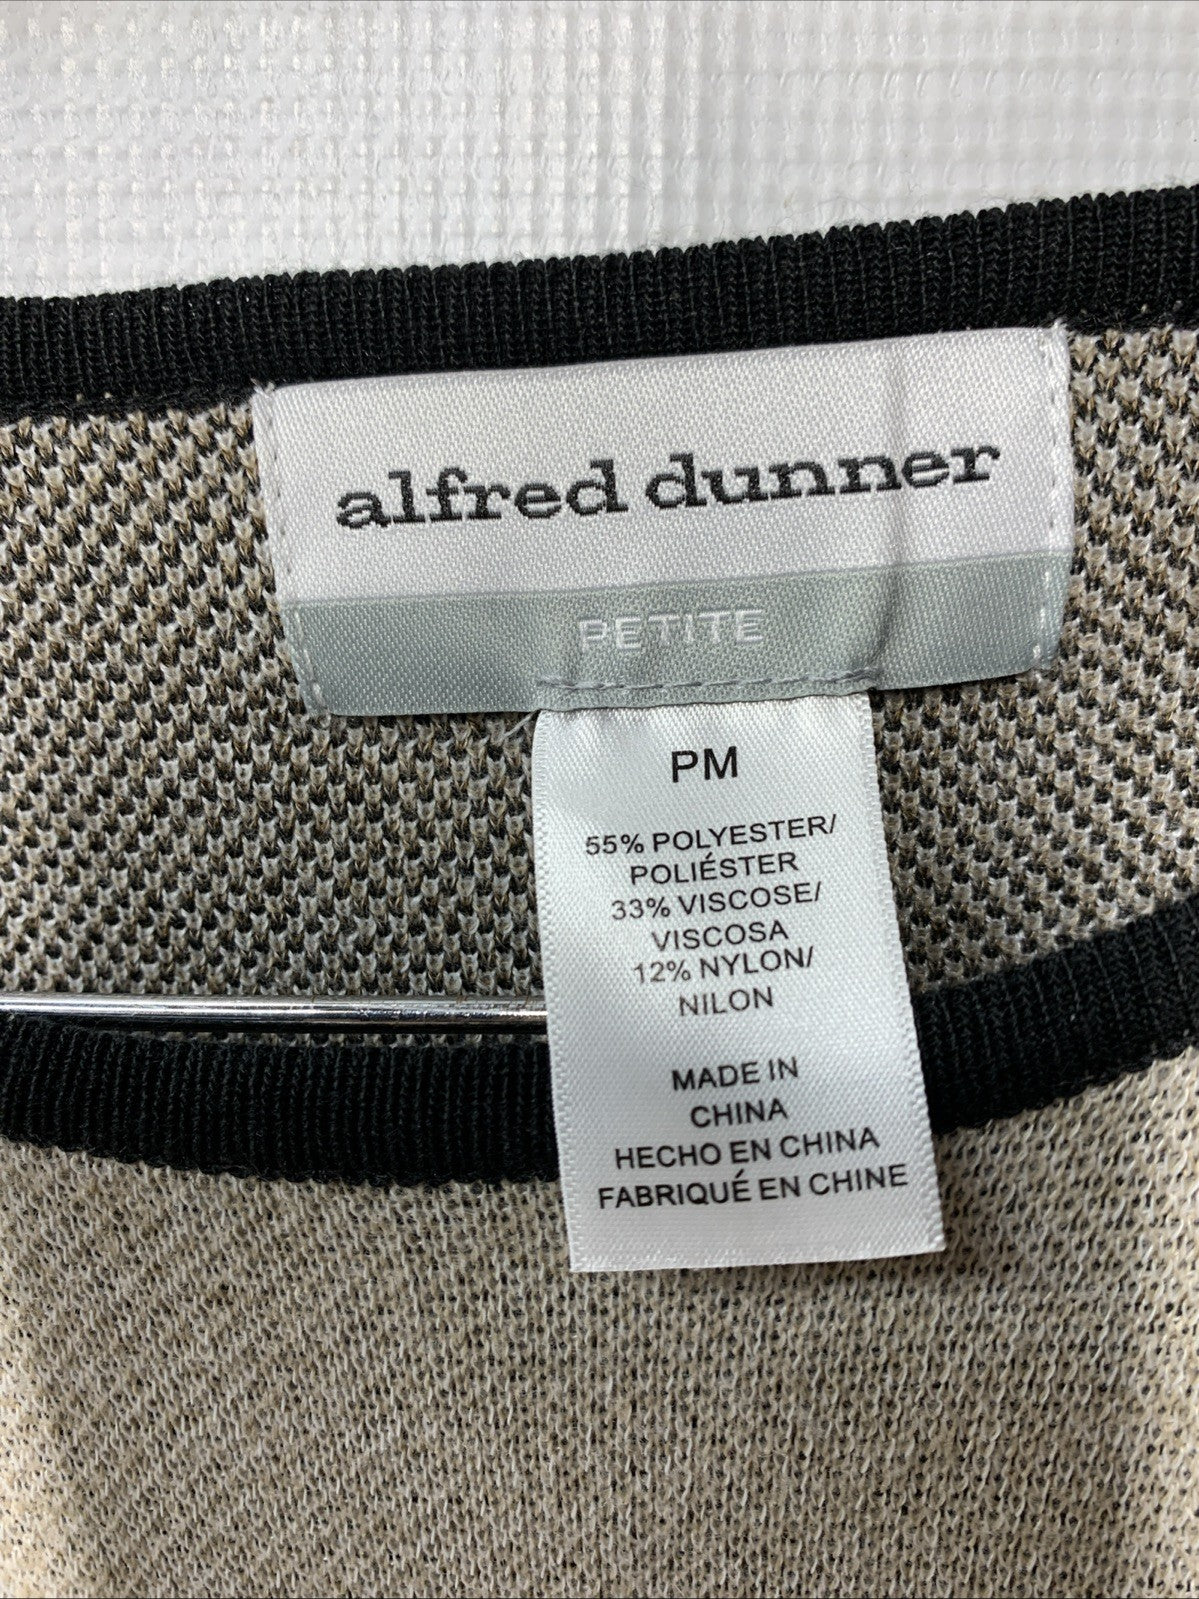 alfred dunner
PETITE
PM
55% POLYESTER/
POLIÉSTER
33% VISCOSE/
VISCOSA
12% NYLON/
NILON
MADE IN
CHINA
HECHO EN CHINA
FABRIQUÉ EN CHINE